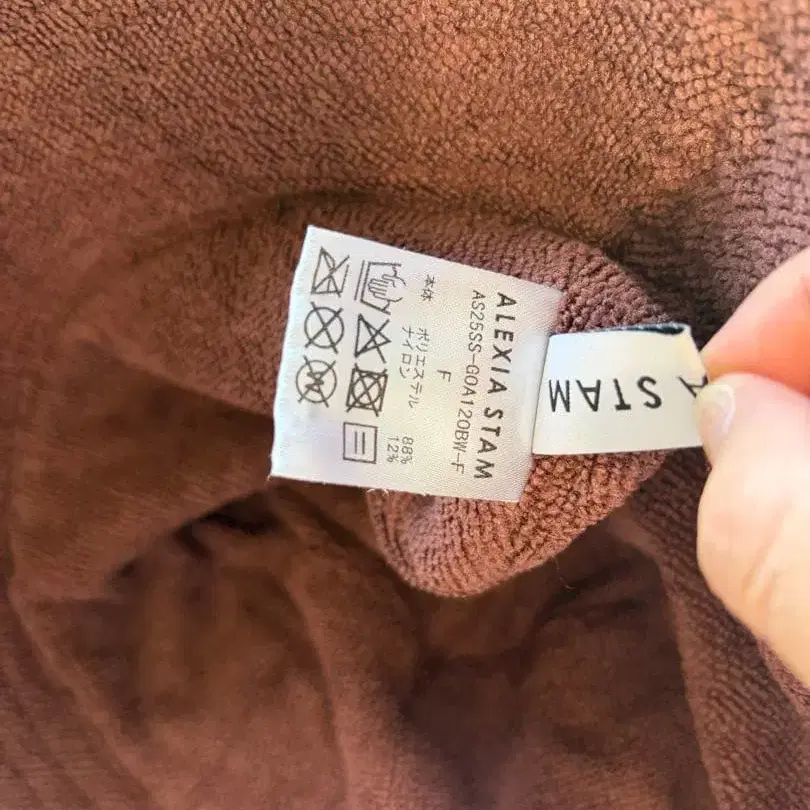 ALEXIA STAM
AS25SS-GOA120BW-F
F
本体 ポリエステル 88%
ナイロン 12%
A STAM